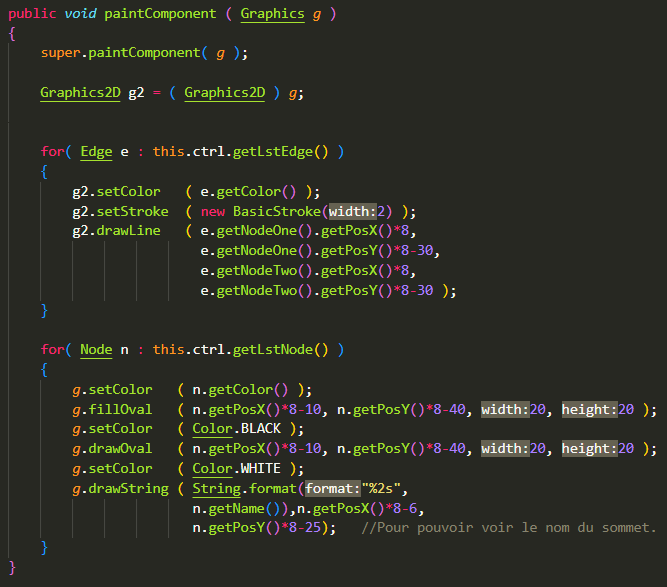 public void paintComponent ( Graphics g )
{
super.paintComponent( g );
Graphics2D g2 = ( Graphics2D ) g;
for( Edge e : this.ctrl.getLstEdge() )
{
g2.setColor   ( e.getColor() );
g2.setStroke  ( new BasicStroke(width:2) );
g2.drawLine   ( e.getNodeOne().getPosX()*8,
e.getNodeOne().getPosY()*8-30,
e.getNodeTwo().getPosX()*8,
e.getNodeTwo().getPosY()*8-30 );
}
for( Node n : this.ctrl.getLstNode() )
{
g.setColor   ( n.getColor() );
g.fillOval   ( n.getPosX()*8-10, n.getPosY()*8-40, width:20, height:20 );
g.setColor   ( Color.BLACK );
g.drawOval   ( n.getPosX()*8-10, n.getPosY()*8-40, width:20, height:20 );
g.setColor   ( Color.WHITE );
g.drawString ( String.format(format:"%2s",
n.getName()),n.getPosX()*8-6,
n.getPosY()*8-25);   //Pour pouvoir voir le nom du sommet.
}
}